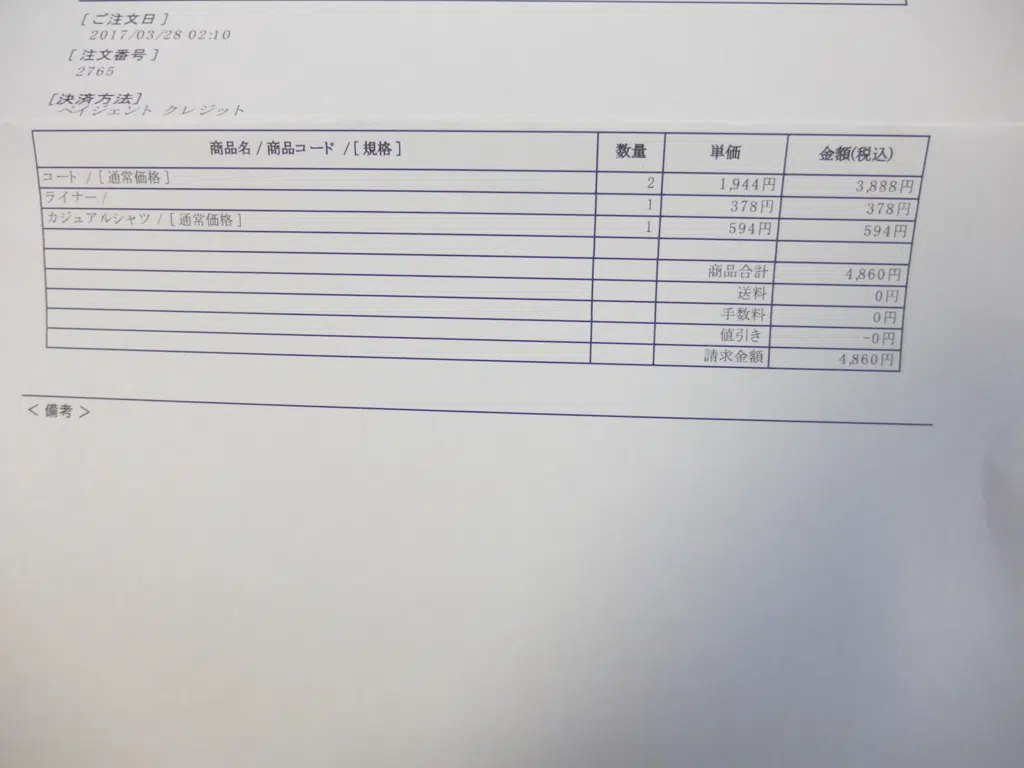 [ ご注文日 ]
2017/03/28 02:10
[ 注文番号 ]
2765
[決済方法]
ペイジェント クレジット
商品名 / 商品コード / [ 規格 ] 数量 単価 金額(税込)
コート / [ 通常価格 ] 2 1,944円 3,888円
ライナー / 1 378円 378円
カジュアルシャツ / [ 通常価格 ] 1 594円 594円
商品合計 4,860円
送料 0円
手数料 0円
値引き -0円
請求金額 4,860円
< 備考 >